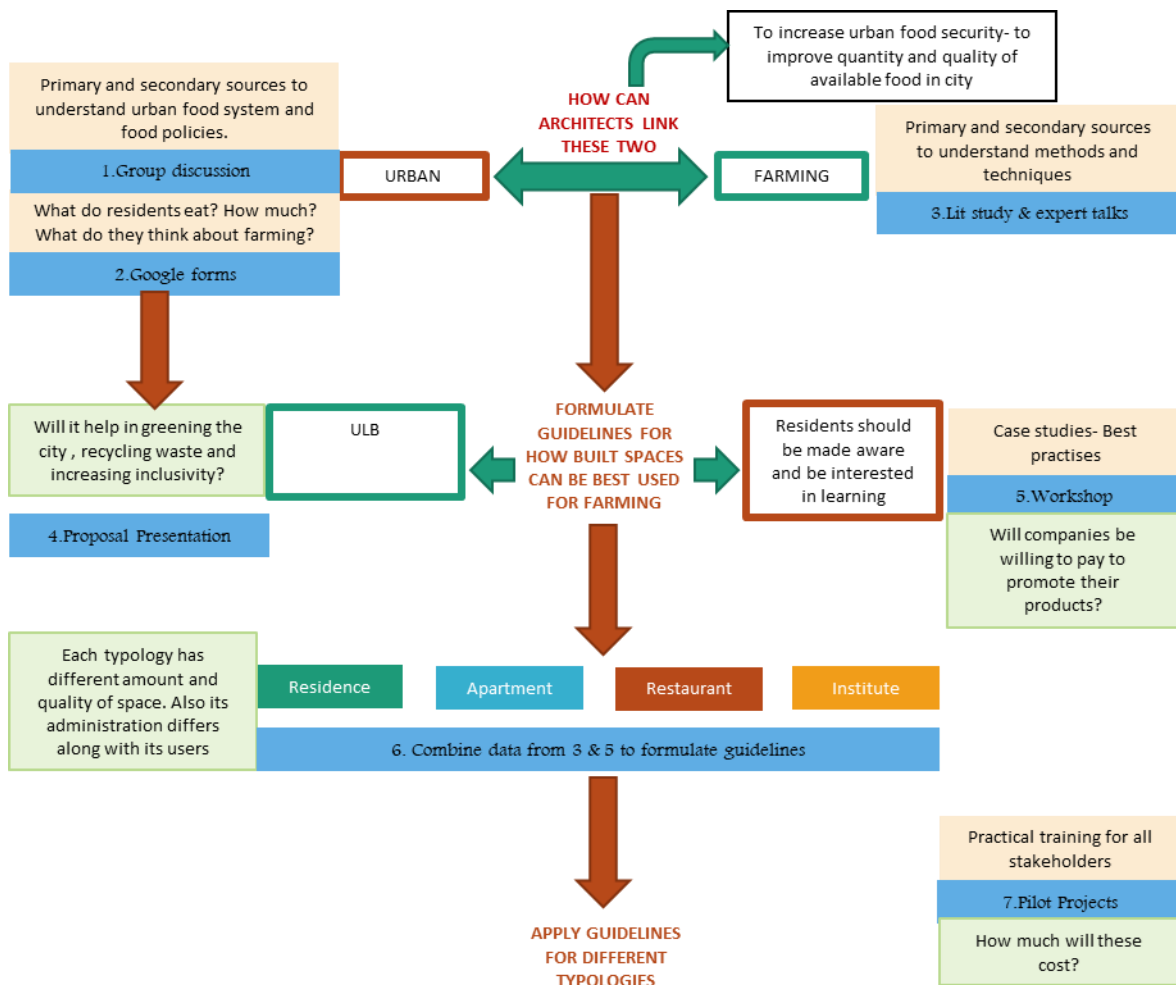 To increase urban food security- to
improve quantity and quality of
available food in city
Primary and secondary sources to
understand urban food system and
food policies.
1.Group discussion
What do residents eat? How much?
What do they think about farming?
2.Google forms
HOW CAN
ARCHITECTS LINK
THESE TWO
URBAN
FARMING
Primary and secondary sources
to understand methods and
techniques
3.Lit study & expert talks
Will it help in greening the
city , recycling waste and
increasing inclusivity?
4.Proposal Presentation
ULB
FORMULATE
GUIDELINES FOR
HOW BUILT SPACES
CAN BE BEST USED
FOR FARMING
Residents should
be made aware
and be interested
in learning
Case studies- Best
practises
5.Workshop
Will companies be
willing to pay to
promote their
products?
Each typology has
different amount and
quality of space. Also its
administration differs
along with its users
Residence
Apartment
Restaurant
Institute
6. Combine data from 3 & 5 to formulate guidelines
Practical training for all
stakeholders
7.Pilot Projects
How much will these
cost?
APPLY GUIDELINES
FOR DIFFERENT
TYPOLOGIES